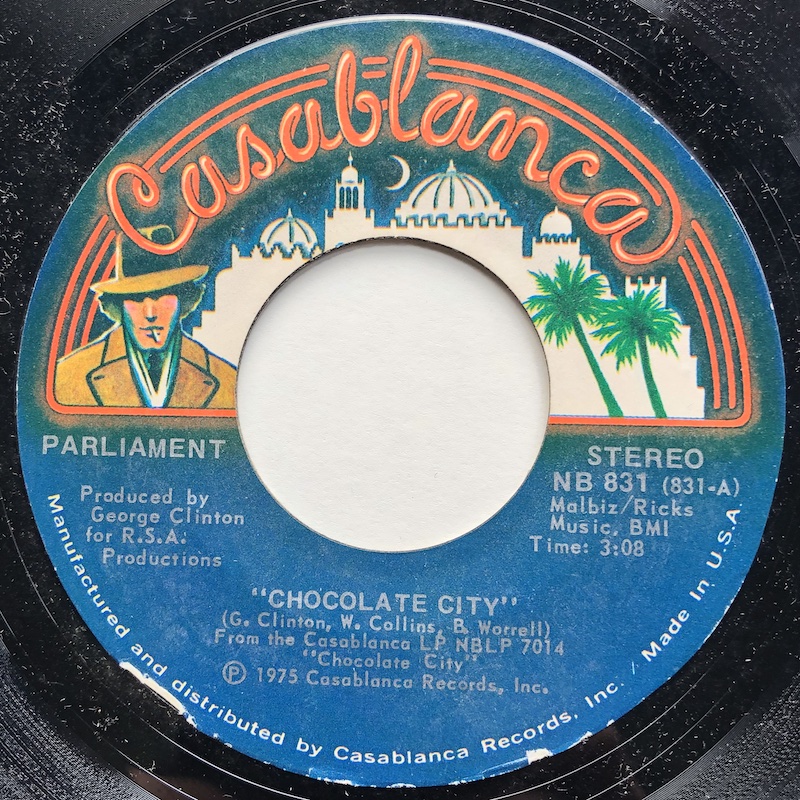 Casablanca
PARLIAMENT
Produced by
George Clinton
for R.S.A.
Productions
STEREO
NB 831 (831-A)
Malbiz/Ricks
Music, BMI
Time: 3:08
"CHOCOLATE CITY"
(G. Clinton, W. Collins, B. Worrell)
From the Casablanca LP NBLP 7014
"Chocolate City"
Ⓟ 1975 Casablanca Records, Inc.
Manufactured and distributed by Casablanca Records, Inc. / Made In U.S.A.